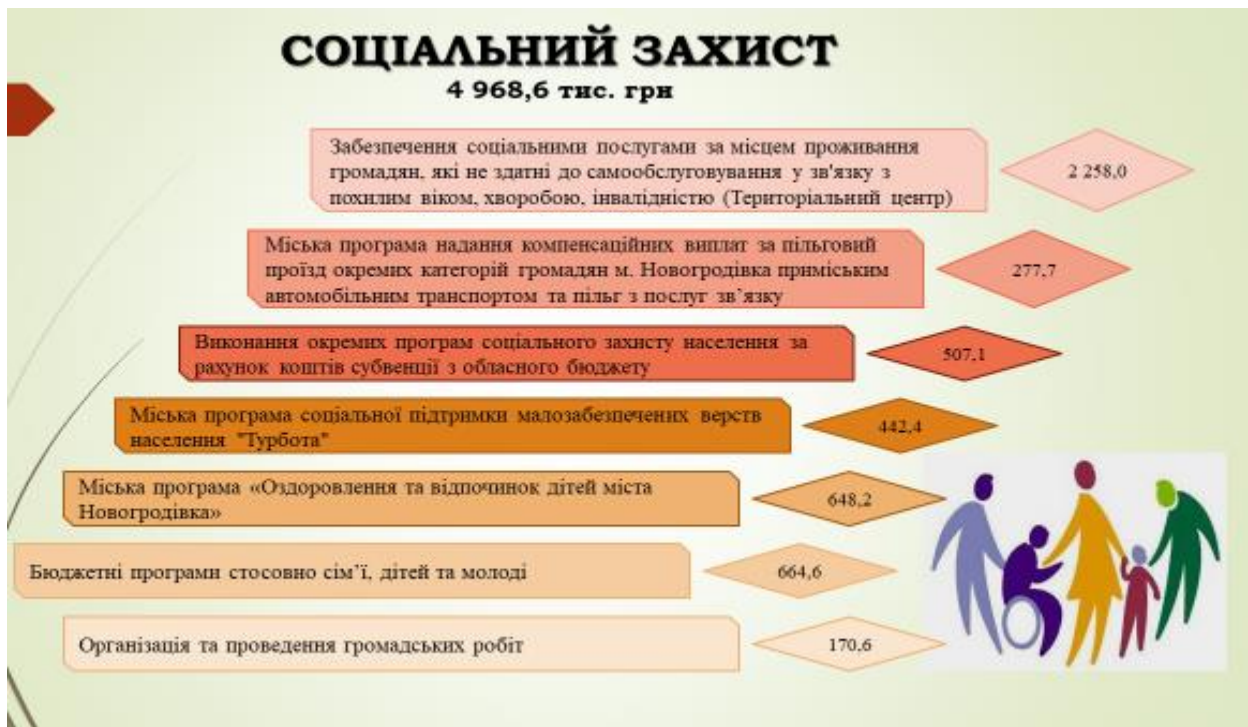 СОЦІАЛЬНИЙ ЗАХИСТ
4 968,6 тис. грн
Забезпечення соціальними послугами за місцем проживання
громадян, які не здатні до самообслуговування у зв'язку з
похилим віком, хворобою, інвалідністю (Територіальний центр)
2 258,0
Міська програма надання компенсаційних виплат за пільговий
проїзд окремих категорій громадян м. Новогродівка приміським
автомобільним транспортом та пільг з послуг зв’язку
277,7
Виконання окремих програм соціального захисту населення за
рахунок коштів субвенції з обласного бюджету
507,1
Міська програма соціальної підтримки малозабезпечених верств
населення "Турбота"
442,4
Міська програма «Оздоровлення та відпочинок дітей міста
Новогродівка»
648,2
Бюджетні програми стосовно сім’ї, дітей та молоді
664,6
Організація та проведення громадських робіт
170,6